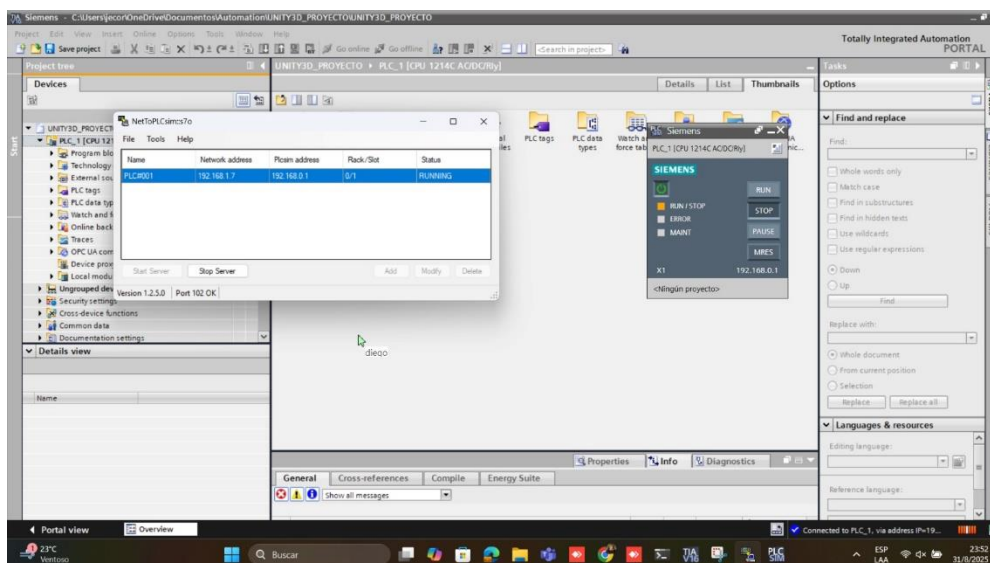 Siemens - C:\Users\jecor\OneDrive\Documentos\Automation\UNITY3D_PROYECTO\UNITY3D_PROYECTO
Project Edit View Insert Online Options Tools Window Help
Totally Integrated Automation
PORTAL
Save project
Go online
Go offline
<Search in project>
Project tree
UNITY3D_PROYECTO
PLC_1 [CPU 1214C AC/DC/Rly]
Tasks
Devices
Details
List
Thumbnails
Options
Start
UNITY3D_PROYECT
PLC_1 [CPU 121
Program blo
Technology
External sou
PLC tags
PLC data typ
Watch and f
Online back
Traces
OPC UA com
Device prox
Local modu
Ungrouped dev
Security settings
Cross-device functions
Common data
Documentation settings
Details view
Name
NetToPLCsim::s7o
File Tools Help
Name Network address Plcsim address Rack/Slot Status
PLC#001 192.168.1.7 192.168.0.1 0/1 RUNNING
Start Server
Stop Server
Add
Modify
Delete
Version 1.2.5.0
Port 102 OK
PLC tags
PLC data
types
Watch a
force tab
Siemens
PLC_1 [CPU 1214C AC/DC/Rly]
SIEMENS
RUN
RUN / STOP
STOP
ERROR
MAINT
PAUSE
MRES
X1 192.168.0.1
<Ningún proyecto>
diego
Find and replace
Find:
Whole words only
Match case
Find in substructures
Find in hidden texts
Use wildcards
Use regular expressions
Down
Up
Find
Replace with:
Whole document
From current position
Selection
Replace
Replace all
Languages & resources
Editing language:
Reference language:
Properties
Info
Diagnostics
General
Cross-references
Compile
Energy Suite
Show all messages
Portal view
Overview
Connected to PLC_1, via address IP=19...
23°C
Ventoso
Buscar
TIA
V16
PLC
SIM
ESP
LAA
23:52
31/8/2025